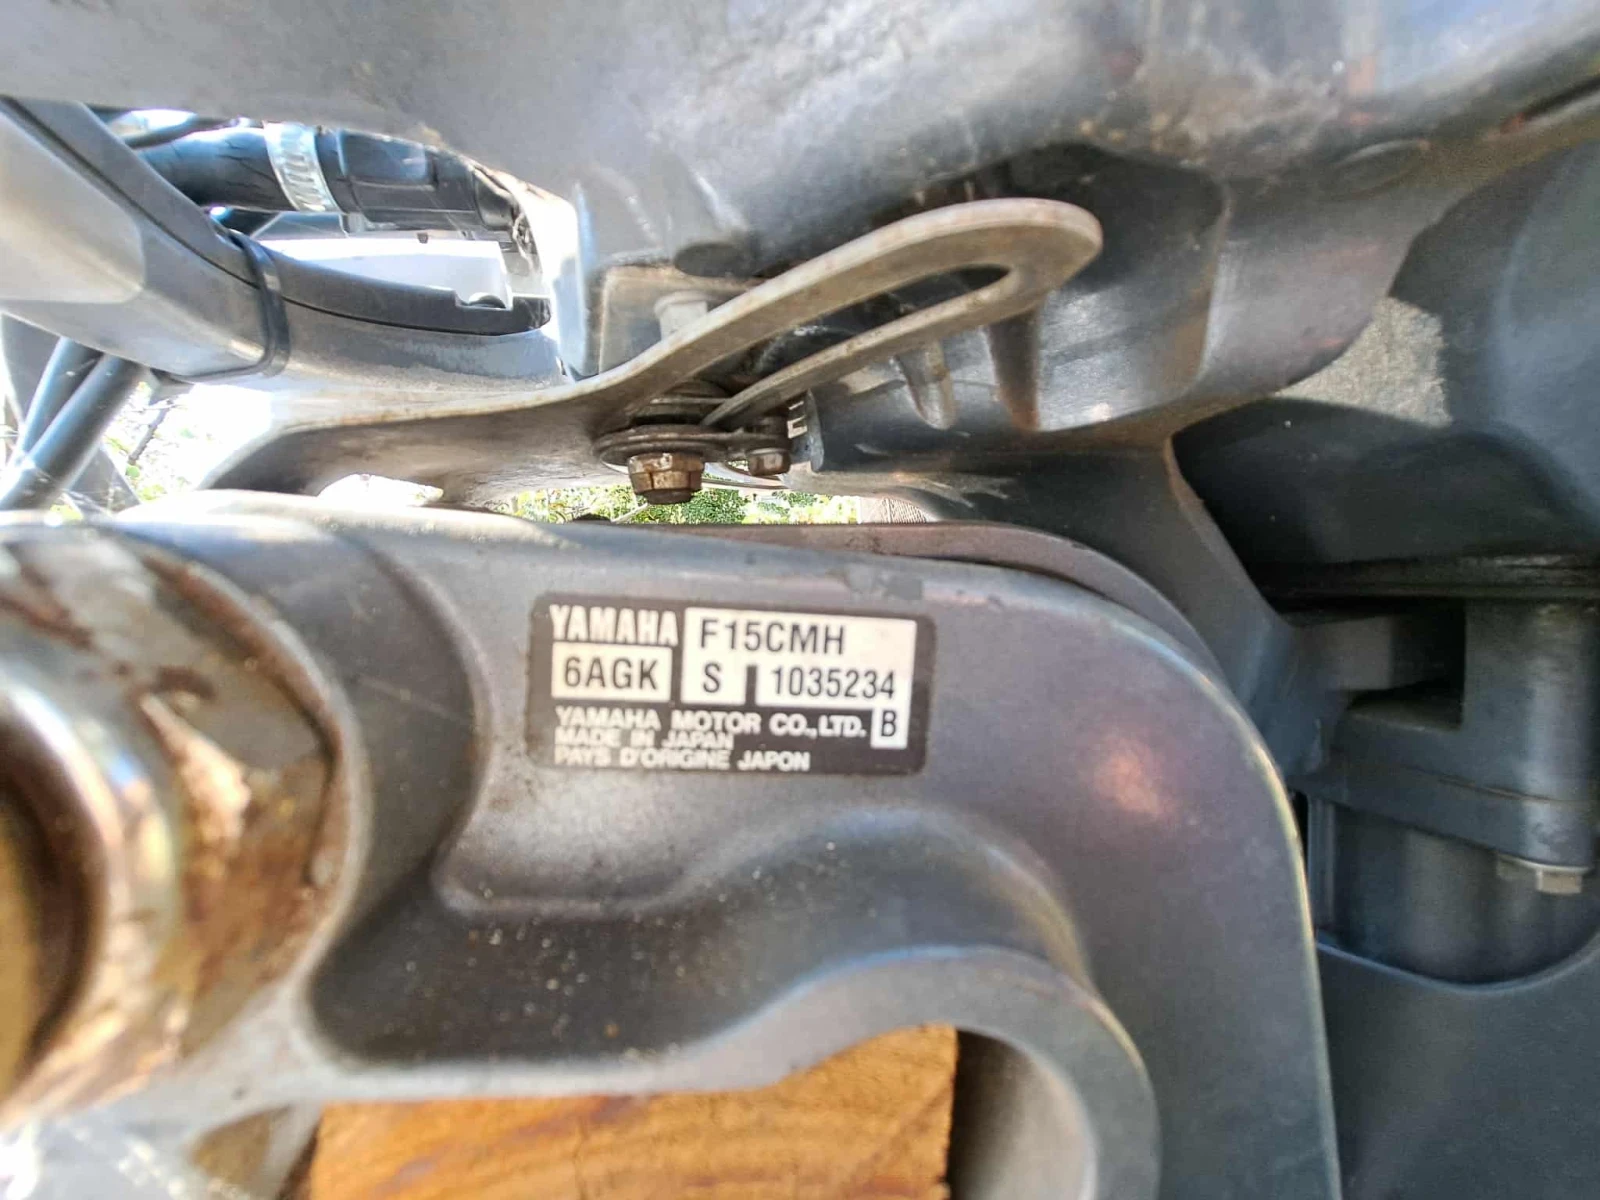 YAMAHA F15CMH
6AGK S 1035234
YAMAHA MOTOR CO.,LTD. B
MADE IN JAPAN
PAYS D'ORIGINE JAPON